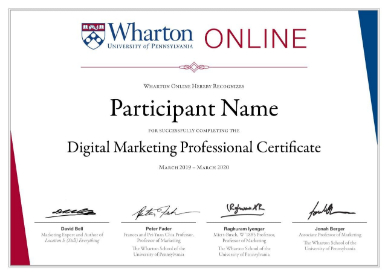 Wharton ONLINE
UNIVERSITY of PENNSYLVANIA
WHARTON ONLINE HEREBY RECOGNIZES
Participant Name
FOR SUCCESSFULLY COMPLETING THE
Digital Marketing Professional Certificate
MARCH 2019 – MARCH 2020
David Bell
Marketing Expert and Author of
Location Is (Still) Everything
Peter Fader
Frances and Pei-Yuan Chia Professor,
Professor of Marketing
The Wharton School of the
University of Pennsylvania
Raghuram Iyengar
Professor of Marketing
The Wharton School of the
University of Pennsylvania
Jonah Berger
Associate Professor of Marketing
The Wharton School of the
University of Pennsylvania